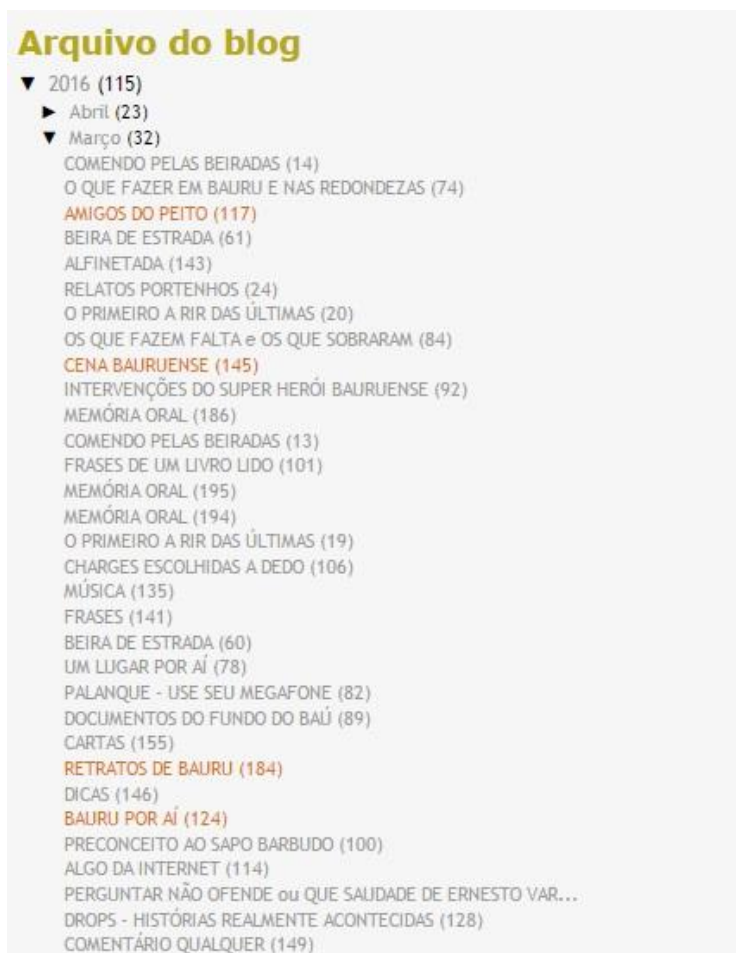 Arquivo do blog
▼ 2016 (115)
► Abril (23)
▼ Março (32)
COMENDO PELAS BEIRADAS (14)
O QUE FAZER EM BAURU E NAS REDONDEZAS (74)
AMIGOS DO PEITO (117)
BEIRA DE ESTRADA (61)
ALFINETADA (143)
RELATOS PORTENHOS (24)
O PRIMEIRO A RIR DAS ÚLTIMAS (20)
OS QUE FAZEM FALTA e OS QUE SOBRARAM (84)
CENA BAURUENSE (145)
INTERVENÇÕES DO SUPER HERÓI BAURUENSE (92)
MEMÓRIA ORAL (186)
COMENDO PELAS BEIRADAS (13)
FRASES DE UM LIVRO LIDO (101)
MEMÓRIA ORAL (195)
MEMÓRIA ORAL (194)
O PRIMEIRO A RIR DAS ÚLTIMAS (19)
CHARGES ESCOLHIDAS A DEDO (106)
MÚSICA (135)
FRASES (141)
BEIRA DE ESTRADA (60)
UM LUGAR POR AÍ (78)
PALANQUE - USE SEU MEGAFONE (82)
DOCUMENTOS DO FUNDO DO BAÚ (89)
CARTAS (155)
RETRATOS DE BAURU (184)
DICAS (146)
BAURU POR AÍ (124)
PRECONCEITO AO SAPO BARBUDO (100)
ALGO DA INTERNET (114)
PERGUNTAR NÃO OFENDE ou QUE SAUDADE DE ERNESTO VAR...
DROPS - HISTÓRIAS REALMENTE ACONTECIDAS (128)
COMENTÁRIO QUALQUER (149)